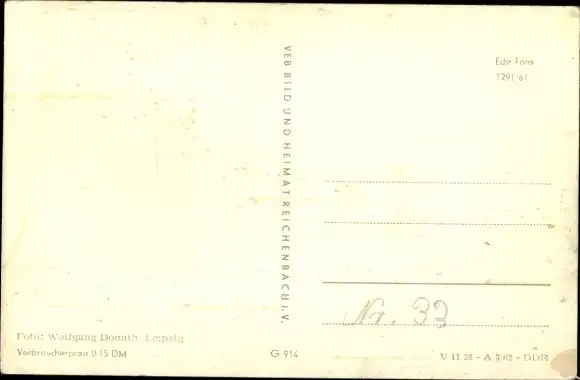 VEB BILD UND HEIMAT REICHENBACH i.V.
Echt Foto
1291/61
Nr. 33
Foto: Wolfgang Donath Leipzig
Verbraucherpreis 0.15 DM
G 914
V 11 28 - A 3/62 - DDR